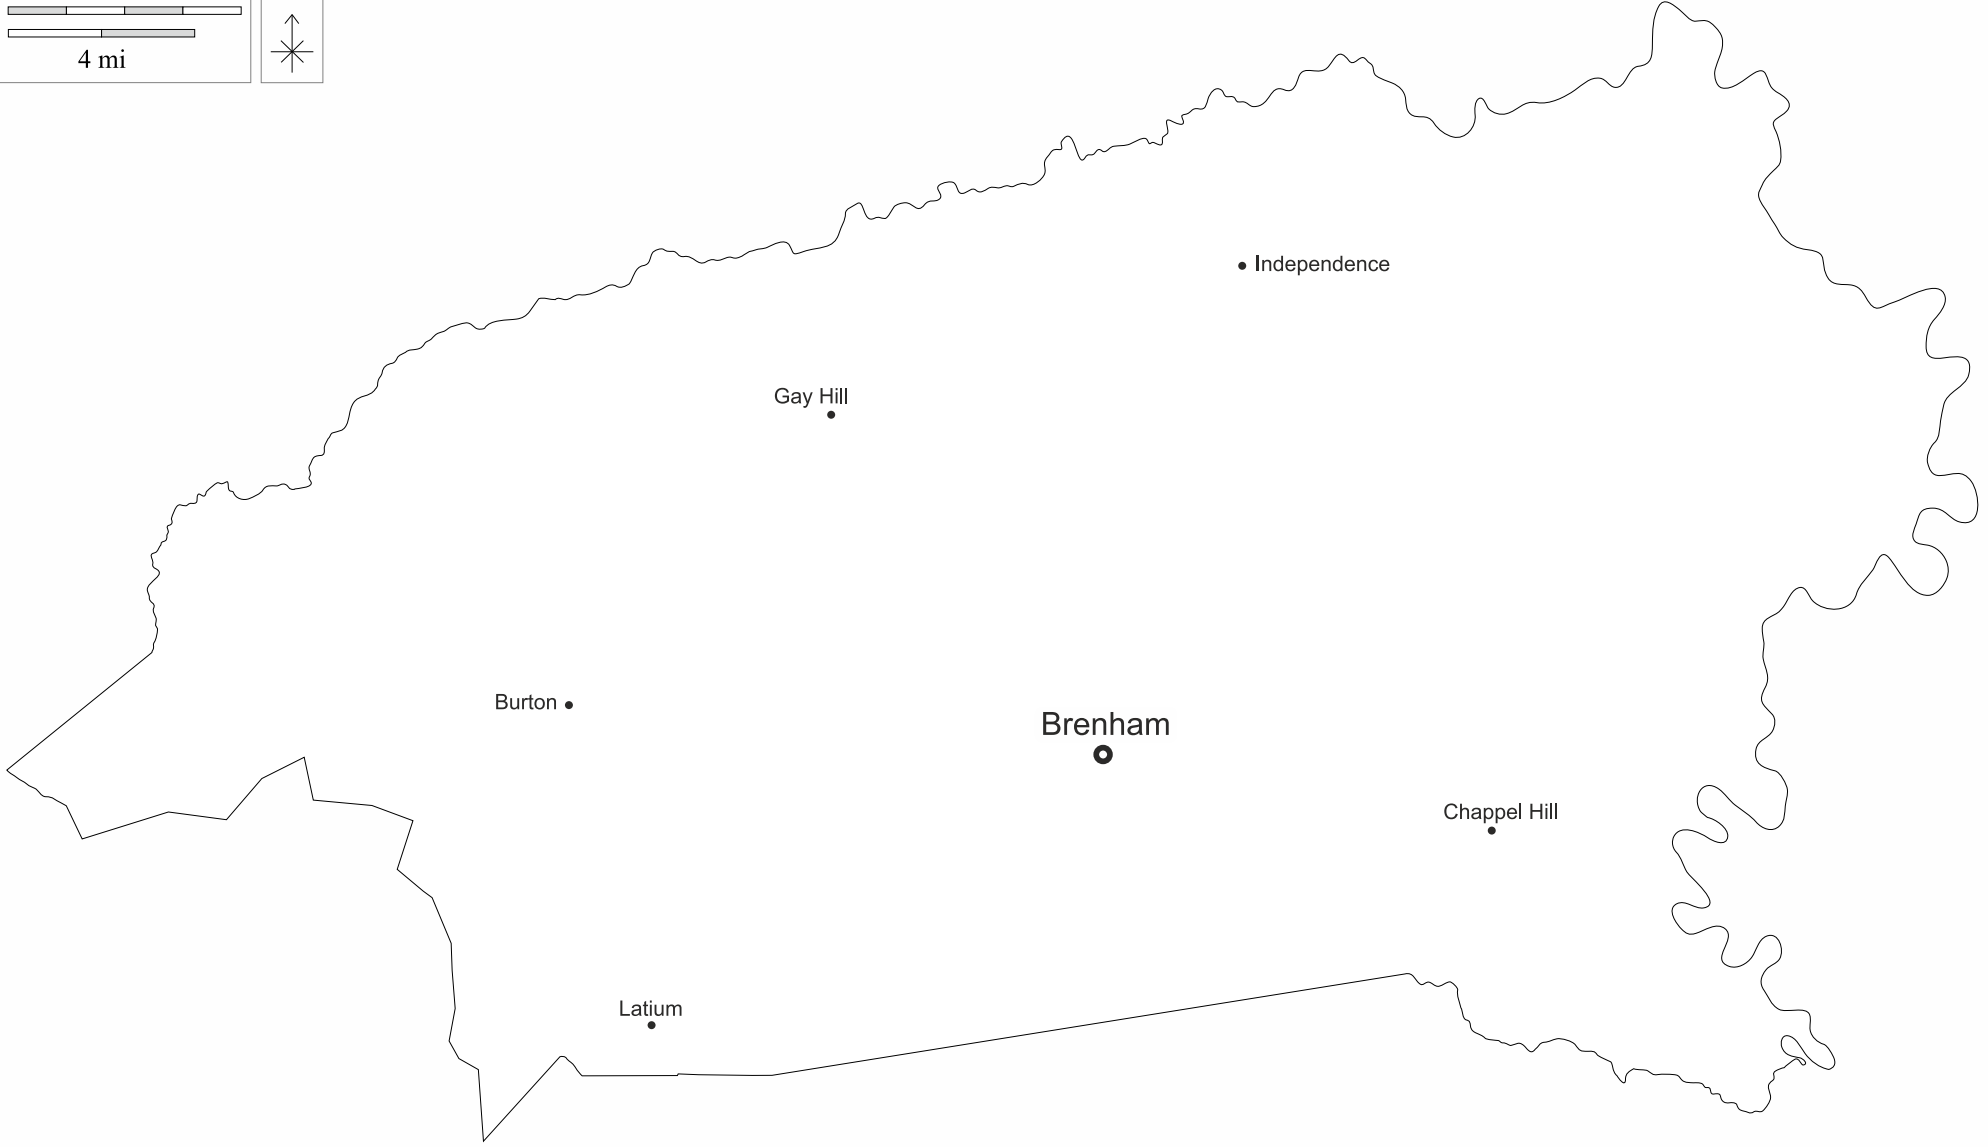 4 mi
Independence
Gay Hill
Burton
Brenham
Chappel Hill
Latium